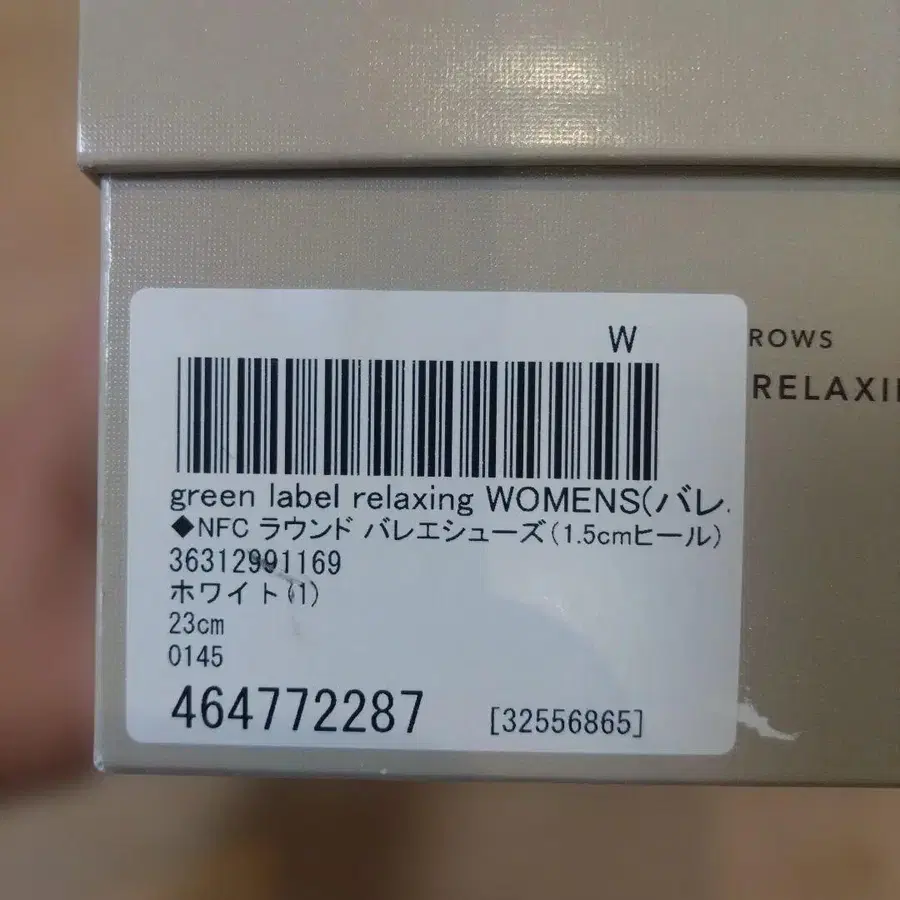 W
ROWS
RELAXI
green label relaxing WOMENS(バレ.
◆NFC ラウンド バレエシューズ(1.5cmヒール)
36312991169
ホワイト(1)
23cm
0145
464772287 [32556865]